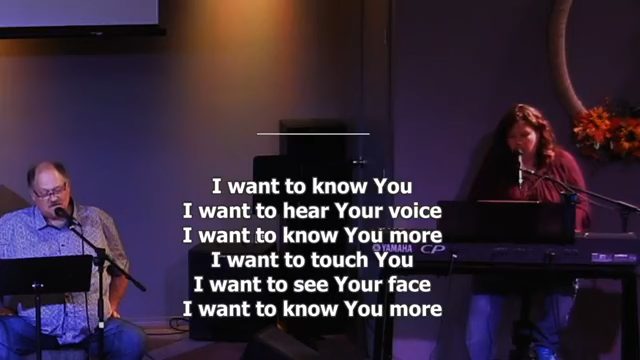 I want to know You
I want to hear Your voice
I want to know You more
YAMAHA CP
I want to touch You
I want to see Your face
I want to know You more